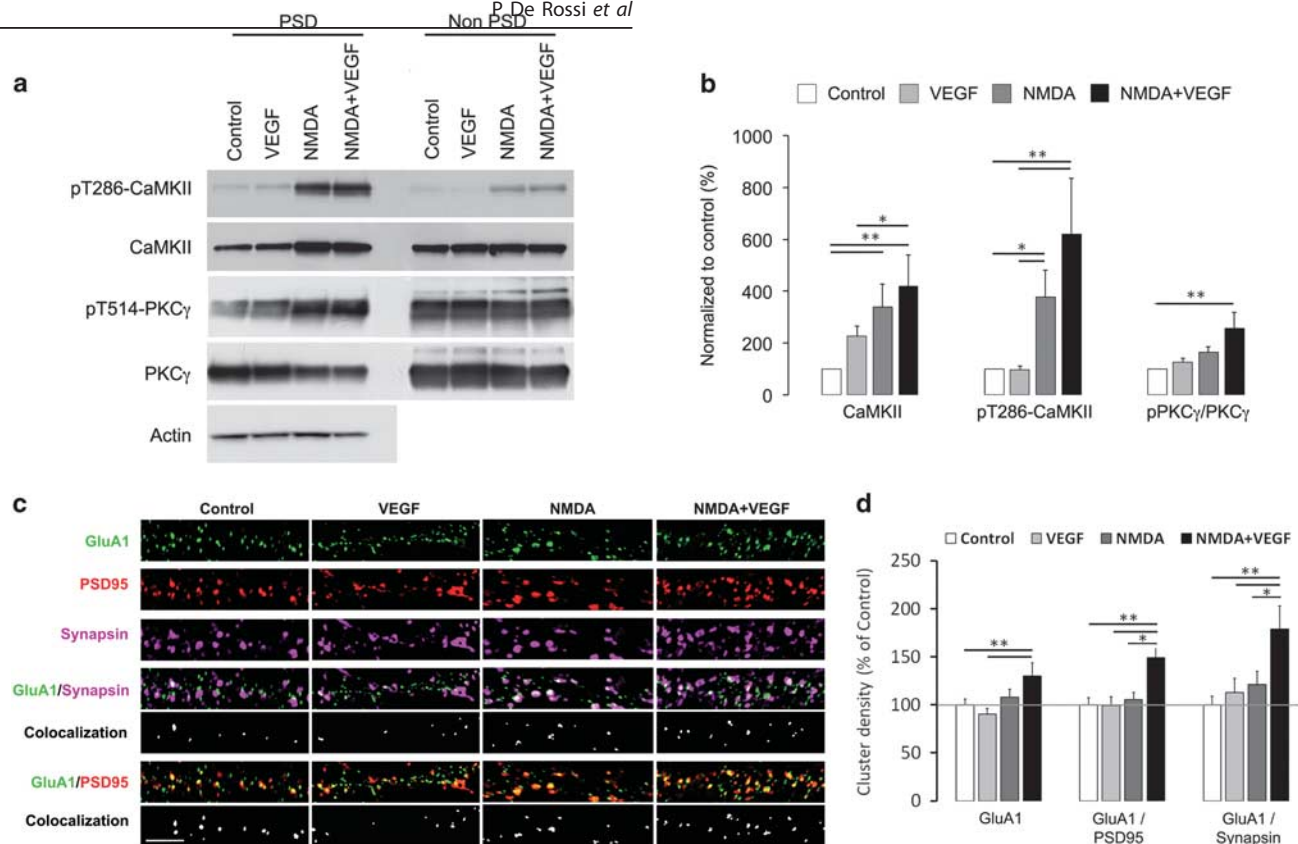 P De Rossi et al
PSD
Non PSD
a
Control
VEGF
NMDA
NMDA+VEGF
Control
VEGF
NMDA
NMDA+VEGF
pT286-CaMKII
CaMKII
pT514-PKCγ
PKCγ
Actin
b
Control VEGF NMDA NMDA+VEGF
Normalized to control (%)
1000
800
600
400
200
0
*
**
**
*
**
CaMKII
pT286-CaMKII
pPKCγ/PKCγ
c
Control VEGF NMDA NMDA+VEGF
GluA1
PSD95
Synapsin
GluA1/Synapsin
Colocalization
GluA1/PSD95
Colocalization
d
Control VEGF NMDA NMDA+VEGF
Cluster density (% of Control)
250
200
150
100
50
0
**
**
*
**
*
GluA1
GluA1 /
PSD95
GluA1 /
Synapsin